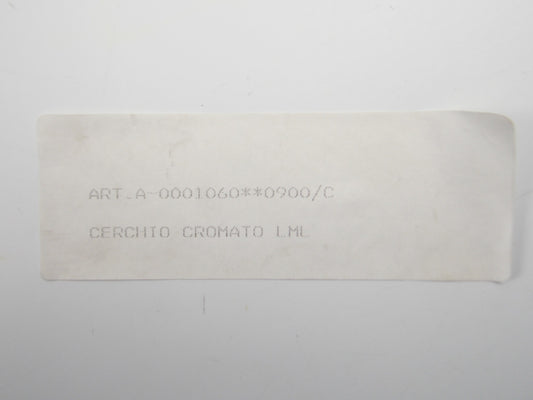 ART.A-0001060**0900/C
CERCHIO CROMATO LML